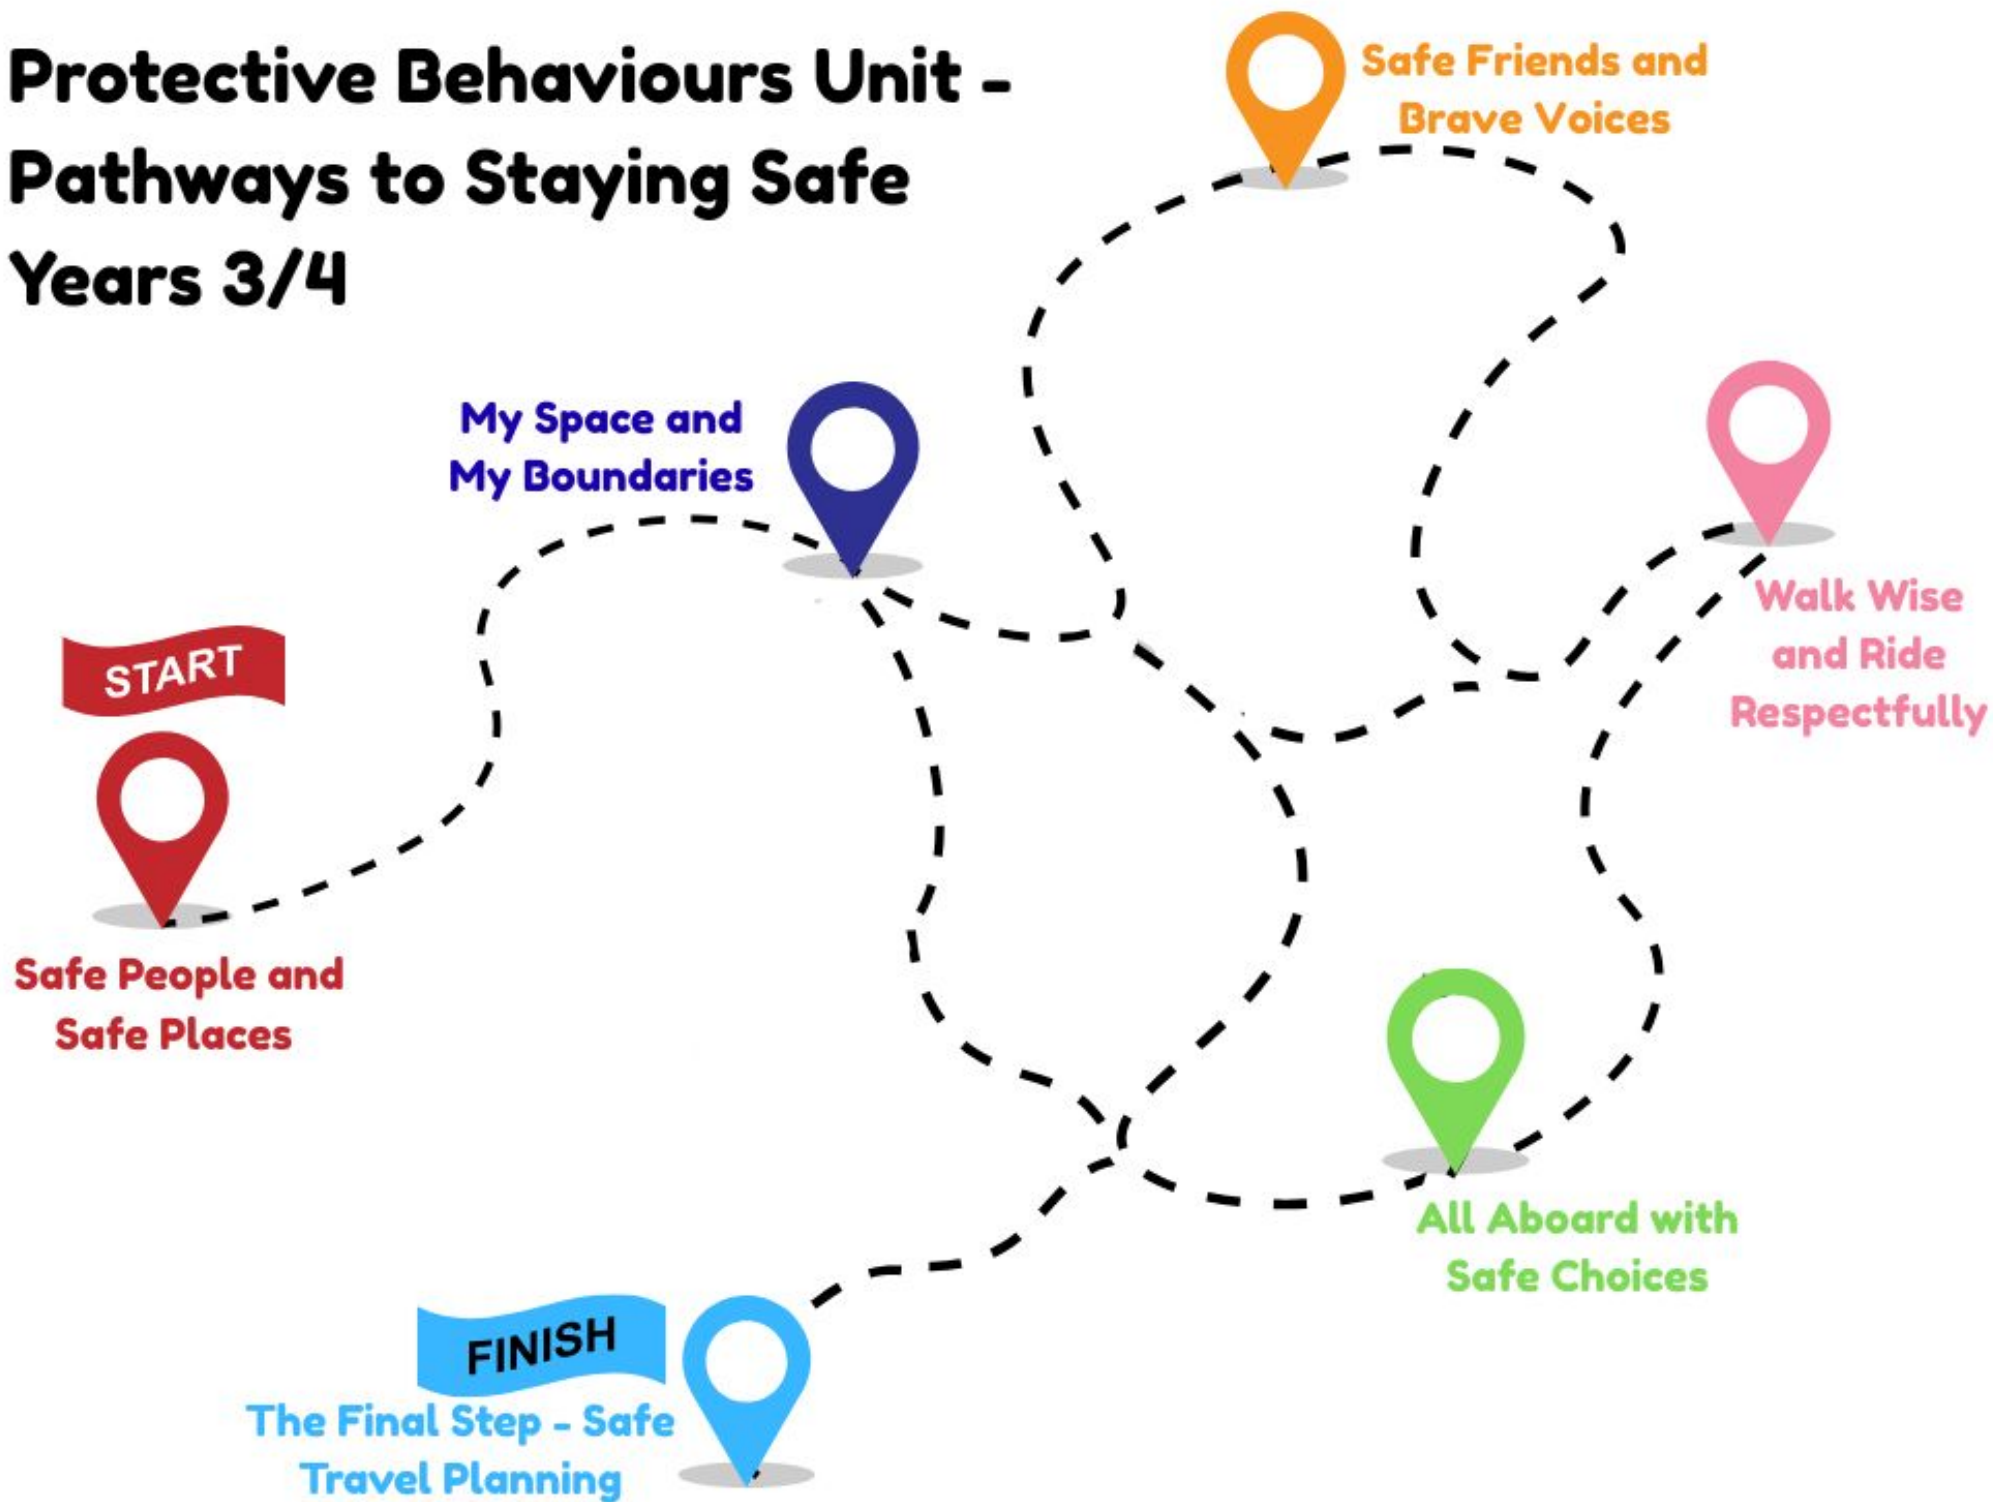 Protective Behaviours Unit -
Pathways to Staying Safe
Years 3/4
Safe Friends and
Brave Voices
My Space and
My Boundaries
Walk Wise
and Ride
Respectfully
START
Safe People and
Safe Places
All Aboard with
Safe Choices
FINISH
The Final Step - Safe
Travel Planning